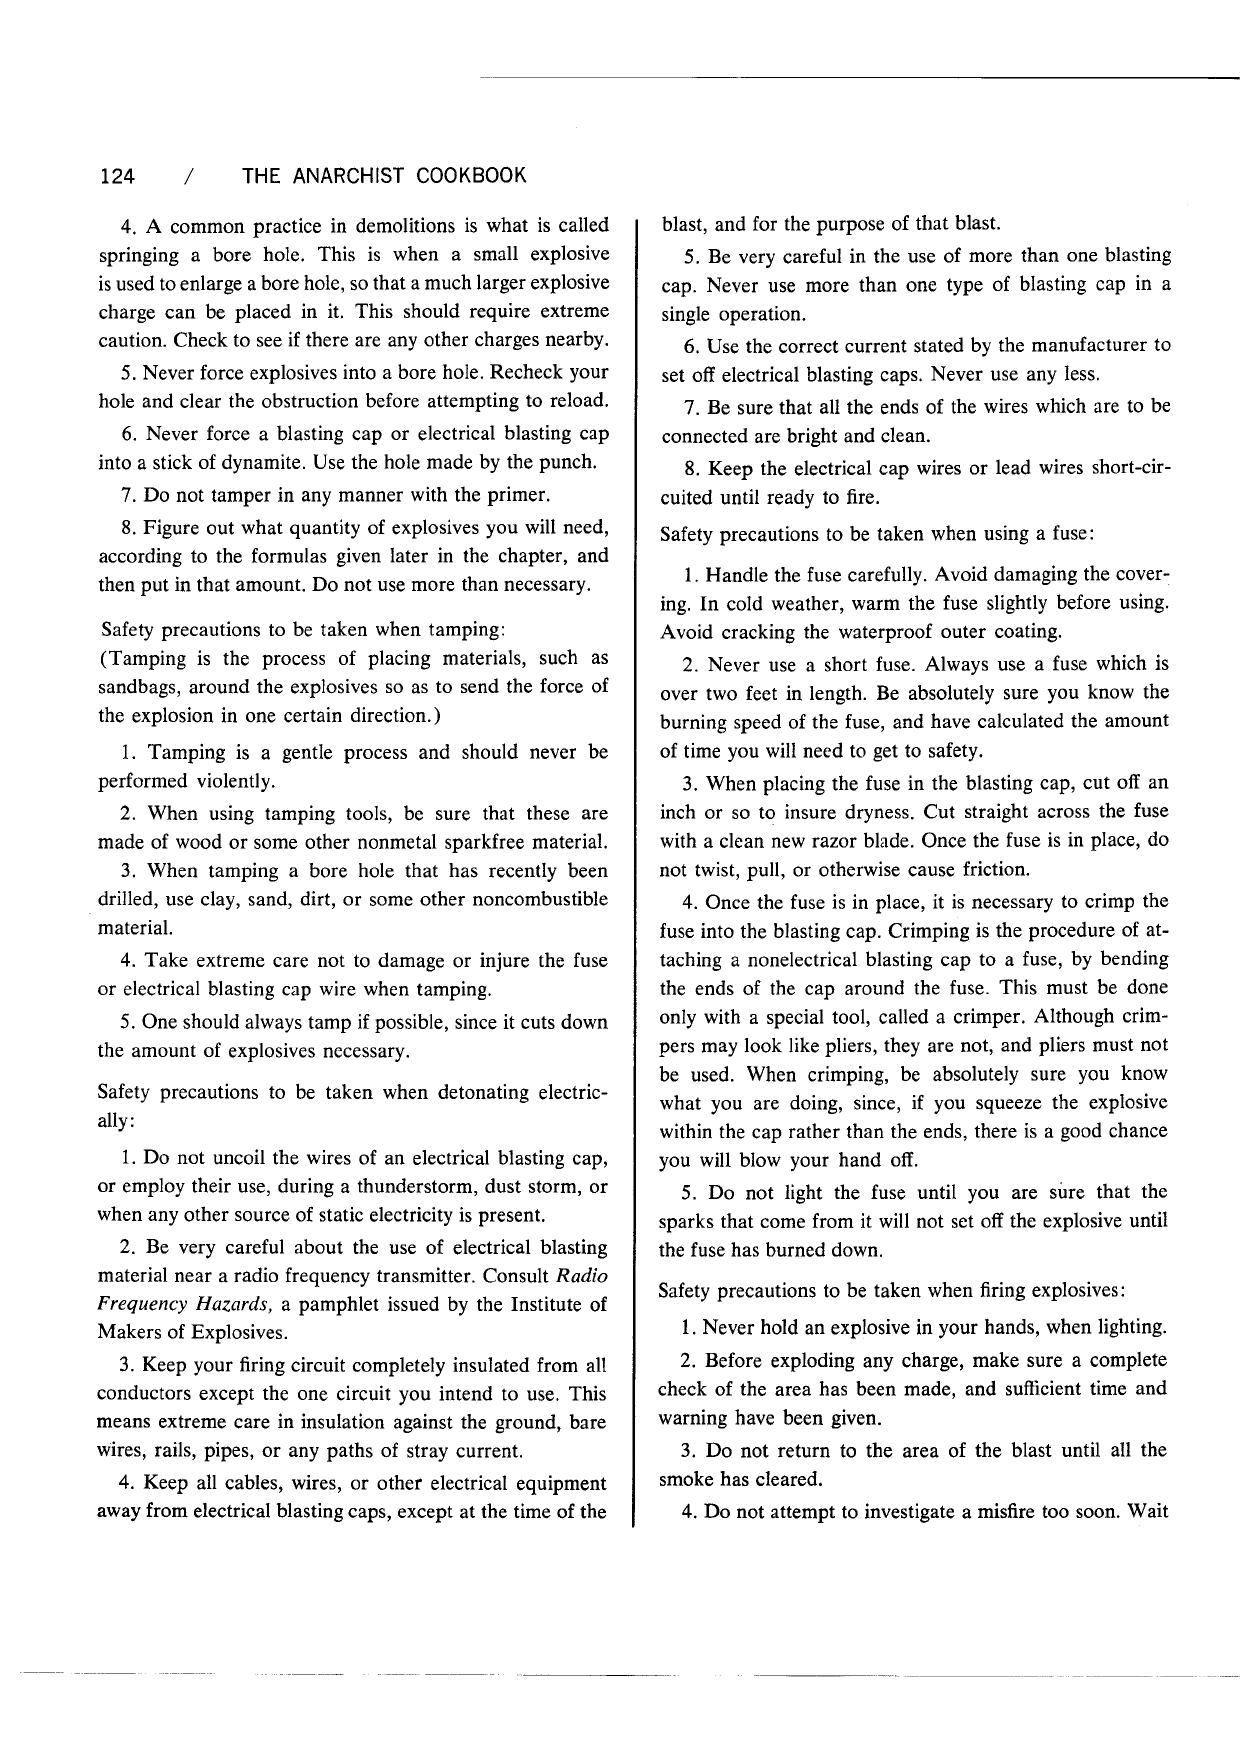 124 / THE ANARCHIST COOKBOOK
4. A common practice in demolitions is what is called
springing a bore hole. This is when a small explosive
is used to enlarge a bore hole, so that a much larger explosive
charge can be placed in it. This should require extreme
caution. Check to see if there are any other charges nearby.
5. Never force explosives into a bore hole. Recheck your
hole and clear the obstruction before attempting to reload.
6. Never force a blasting cap or electrical blasting cap
into a stick of dynamite. Use the hole made by the punch.
7. Do not tamper in any manner with the primer.
8. Figure out what quantity of explosives you will need,
according to the formulas given later in the chapter, and
then put in that amount. Do not use more than necessary.
Safety precautions to be taken when tamping:
(Tamping is the process of placing materials, such as
sandbags, around the explosives so as to send the force of
the explosion in one certain direction.)
1. Tamping is a gentle process and should never be
performed violently.
2. When using tamping tools, be sure that these are
made of wood or some other nonmetal sparkfree material.
3. When tamping a bore hole that has recently been
drilled, use clay, sand, dirt, or some other noncombustible
material.
4. Take extreme care not to damage or injure the fuse
or electrical blasting cap wire when tamping.
5. One should always tamp if possible, since it cuts down
the amount of explosives necessary.
Safety precautions to be taken when detonating electric-
ally:
1. Do not uncoil the wires of an electrical blasting cap,
or employ their use, during a thunderstorm, dust storm, or
when any other source of static electricity is present.
2. Be very careful about the use of electrical blasting
material near a radio frequency transmitter. Consult Radio
Frequency Hazards, a pamphlet issued by the Institute of
Makers of Explosives.
3. Keep your firing circuit completely insulated from all
conductors except the one circuit you intend to use. This
means extreme care in insulation against the ground, bare
wires, rails, pipes, or any paths of stray current.
4. Keep all cables, wires, or other electrical equipment
away from electrical blasting caps, except at the time of the
blast, and for the purpose of that blast.
5. Be very careful in the use of more than one blasting
cap. Never use more than one type of blasting cap in a
single operation.
6. Use the correct current stated by the manufacturer to
set off electrical blasting caps. Never use any less.
7. Be sure that all the ends of the wires which are to be
connected are bright and clean.
8. Keep the electrical cap wires or lead wires short-cir-
cuited until ready to fire.
Safety precautions to be taken when using a fuse:
1. Handle the fuse carefully. Avoid damaging the cover-
ing. In cold weather, warm the fuse slightly before using.
Avoid cracking the waterproof outer coating.
2. Never use a short fuse. Always use a fuse which is
over two feet in length. Be absolutely sure you know the
burning speed of the fuse, and have calculated the amount
of time you will need to get to safety.
3. When placing the fuse in the blasting cap, cut off an
inch or so to insure dryness. Cut straight across the fuse
with a clean new razor blade. Once the fuse is in place, do
not twist, pull, or otherwise cause friction.
4. Once the fuse is in place, it is necessary to crimp the
fuse into the blasting cap. Crimping is the procedure of at-
taching a nonelectrical blasting cap to a fuse, by bending
the ends of the cap around the fuse. This must be done
only with a special tool, called a crimper. Although crim-
pers may look like pliers, they are not, and pliers must not
be used. When crimping, be absolutely sure you know
what you are doing, since, if you squeeze the explosive
within the cap rather than the ends, there is a good chance
you will blow your hand off.
5. Do not light the fuse until you are sure that the
sparks that come from it will not set off the explosive until
the fuse has burned down.
Safety precautions to be taken when firing explosives:
1. Never hold an explosive in your hands, when lighting.
2. Before exploding any charge, make sure a complete
check of the area has been made, and sufficient time and
warning have been given.
3. Do not return to the area of the blast until all the
smoke has cleared.
4. Do not attempt to investigate a misfire too soon. Wait